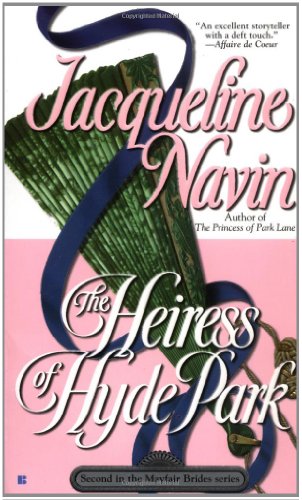 "An excellent storyteller
with a deft touch."
—Affaire de Coeur
Jacqueline
Navin
Author of
The Princess of Park Lane
The
Heiress
of
Hyde Park
B
Second in the Mayfair Brides series